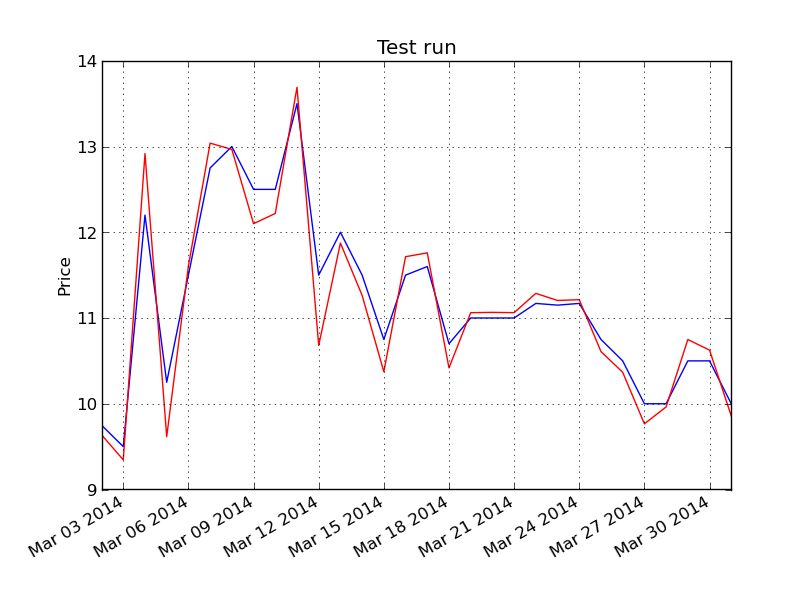 Test run
Price
14
13
12
11
10
9
Mar 03 2014
Mar 06 2014
Mar 09 2014
Mar 12 2014
Mar 15 2014
Mar 18 2014
Mar 21 2014
Mar 24 2014
Mar 27 2014
Mar 30 2014